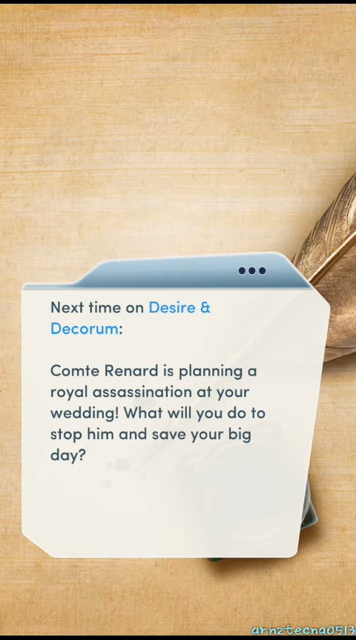 Next time on Desire &
Decorum:
Comte Renard is planning a
royal assassination at your
wedding! What will you do to
stop him and save your big
day?
arnztecna0513